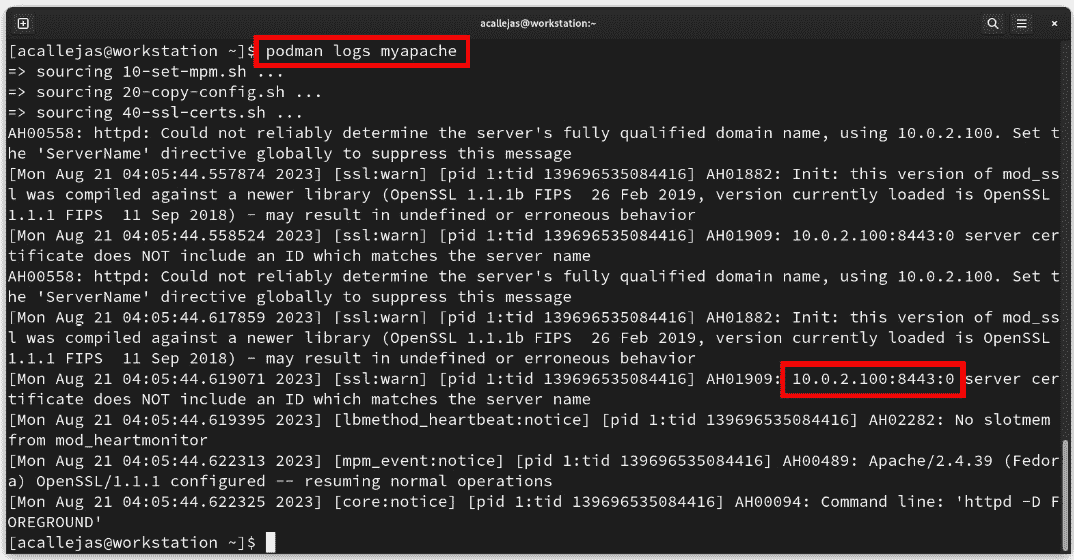 acallejas@workstation:~
[acallejas@workstation ~]$ podman logs myapache
=> sourcing 10-set-mpm.sh ...
=> sourcing 20-copy-config.sh ...
=> sourcing 40-ssl-certs.sh ...
AH00558: httpd: Could not reliably determine the server's fully qualified domain name, using 10.0.2.100. Set t
he 'ServerName' directive globally to suppress this message
[Mon Aug 21 04:05:44.557874 2023] [ssl:warn] [pid 1:tid 139696535084416] AH01882: Init: this version of mod_ss
l was compiled against a newer library (OpenSSL 1.1.1b FIPS  26 Feb 2019, version currently loaded is OpenSSL
1.1.1 FIPS  11 Sep 2018) - may result in undefined or erroneous behavior
[Mon Aug 21 04:05:44.558524 2023] [ssl:warn] [pid 1:tid 139696535084416] AH01909: 10.0.2.100:8443:0 server cer
tificate does NOT include an ID which matches the server name
AH00558: httpd: Could not reliably determine the server's fully qualified domain name, using 10.0.2.100. Set t
he 'ServerName' directive globally to suppress this message
[Mon Aug 21 04:05:44.617859 2023] [ssl:warn] [pid 1:tid 139696535084416] AH01882: Init: this version of mod_ss
l was compiled against a newer library (OpenSSL 1.1.1b FIPS  26 Feb 2019, version currently loaded is OpenSSL
1.1.1 FIPS  11 Sep 2018) - may result in undefined or erroneous behavior
[Mon Aug 21 04:05:44.619071 2023] [ssl:warn] [pid 1:tid 139696535084416] AH01909: 10.0.2.100:8443:0 server cer
tificate does NOT include an ID which matches the server name
[Mon Aug 21 04:05:44.619395 2023] [lbmethod_heartbeat:notice] [pid 1:tid 139696535084416] AH02282: No slotmem
from mod_heartmonitor
[Mon Aug 21 04:05:44.622313 2023] [mpm_event:notice] [pid 1:tid 139696535084416] AH00489: Apache/2.4.39 (Fedor
a) OpenSSL/1.1.1 configured -- resuming normal operations
[Mon Aug 21 04:05:44.622325 2023] [core:notice] [pid 1:tid 139696535084416] AH00094: Command line: 'httpd -D F
OREGROUND'
[acallejas@workstation ~]$